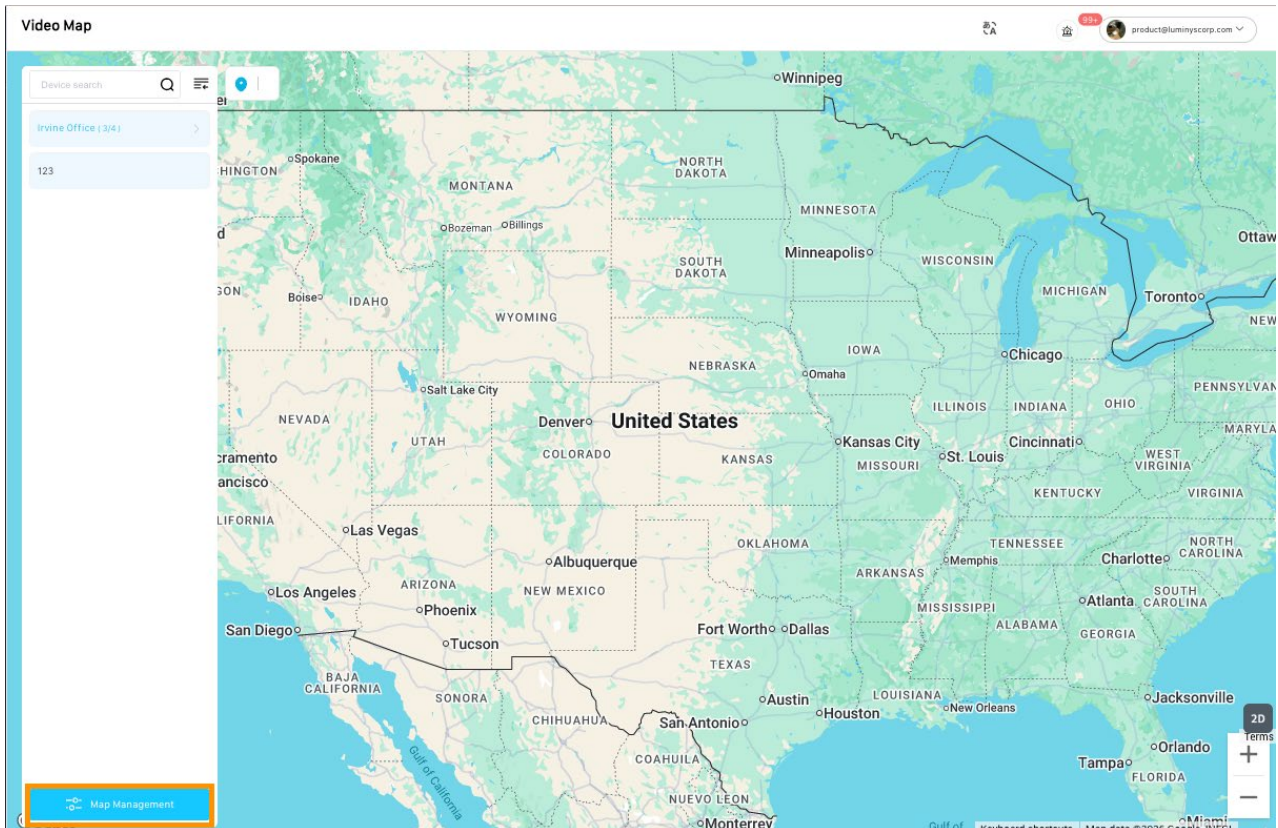 Video Map
99+
product@luminyscorp.com
Device search
Irvine Office ( 3/4 )
123
Map Management
Winnipeg
Spokane
HINGTON
MONTANA
NORTH
DAKOTA
MINNESOTA
Bozeman
Billings
Ottaw
Minneapolis
SOUTH
DAKOTA
WISCONSIN
MICHIGAN
Toronto
GON
Boise
IDAHO
WYOMING
NEW
IOWA
Chicago
NEBRASKA
Omaha
Salt Lake City
PENNSYLVAN
ILLINOIS
INDIANA
OHIO
NEVADA
UTAH
Denver
United States
MARYLA
COLORADO
KANSAS
Kansas City
MISSOURI
St. Louis
Cincinnati
WEST
VIRGINIA
cramento
ancisco
KENTUCKY
VIRGINIA
LIFORNIA
Las Vegas
OKLAHOMA
TENNESSEE
NORTH
CAROLINA
Charlotte
Albuquerque
Memphis
ARKANSAS
Los Angeles
ARIZONA
NEW MEXICO
Phoenix
MISSISSIPPI
Atlanta
SOUTH
CAROLINA
ALABAMA
GEORGIA
San Diego
Tucson
Fort Worth
Dallas
TEXAS
BAJA
CALIFORNIA
SONORA
CHIHUAHUA
Austin
San Antonio
Houston
LOUISIANA
New Orleans
Jacksonville
2D
Terms
COAHUILA
Gulf of California
Orlando
Tampa
FLORIDA
NUEVO LEON
Monterrey
Gulf of
Miami
Keyboard shortcuts